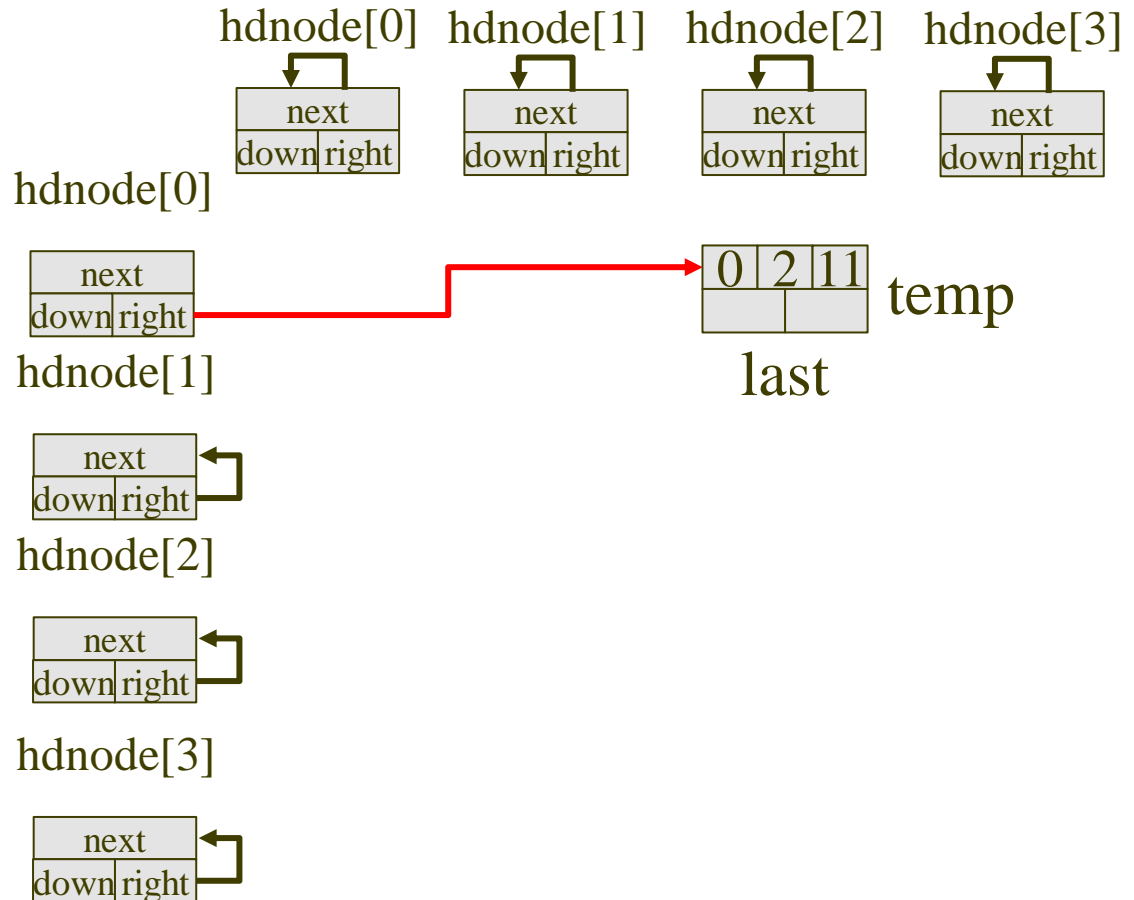 hdnode[0] hdnode[1] hdnode[2] hdnode[3]
next next next next
down right down right down right down right
hdnode[0]
next
down right
0 2 11
temp
last
hdnode[1]
next
down right
hdnode[2]
next
down right
hdnode[3]
next
down right